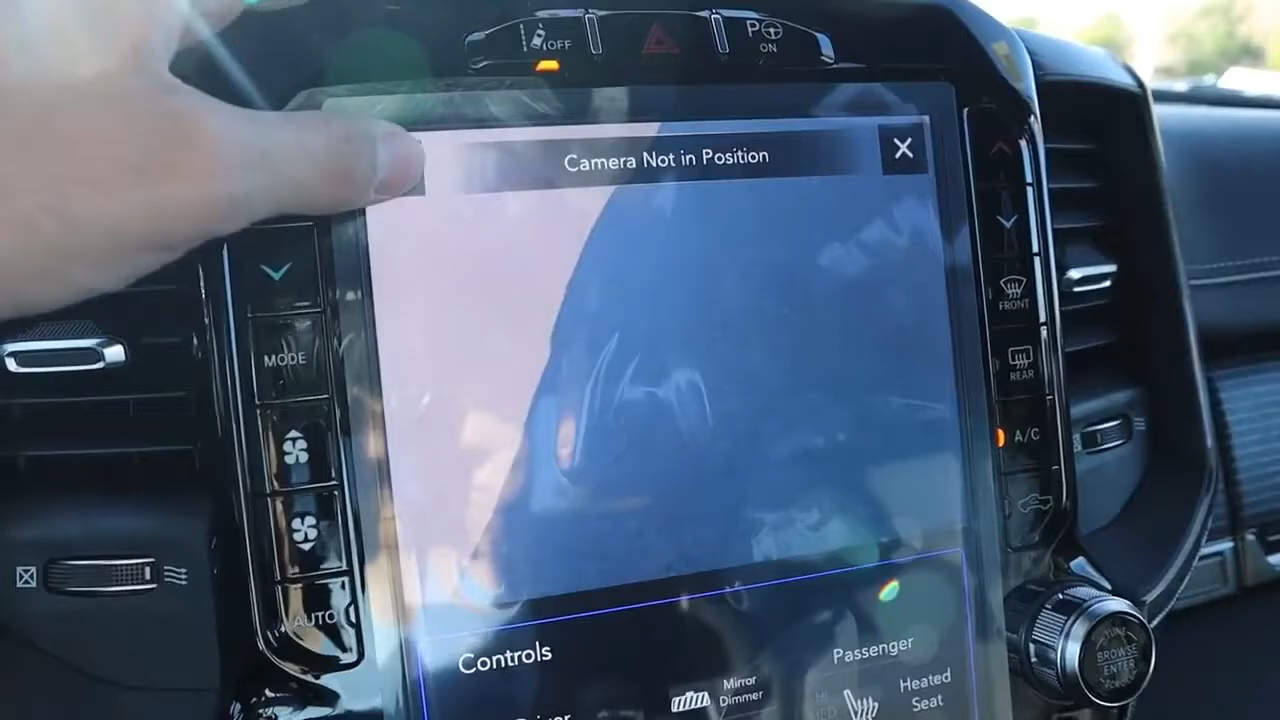 OFF
P
ON
Camera Not in Position
X
FRONT
MODE
REAR
A/C
AUTO
TUNE
BROWSE
ENTER
Controls
Passenger
Mirror
Dimmer
Heated
Seat
Driver